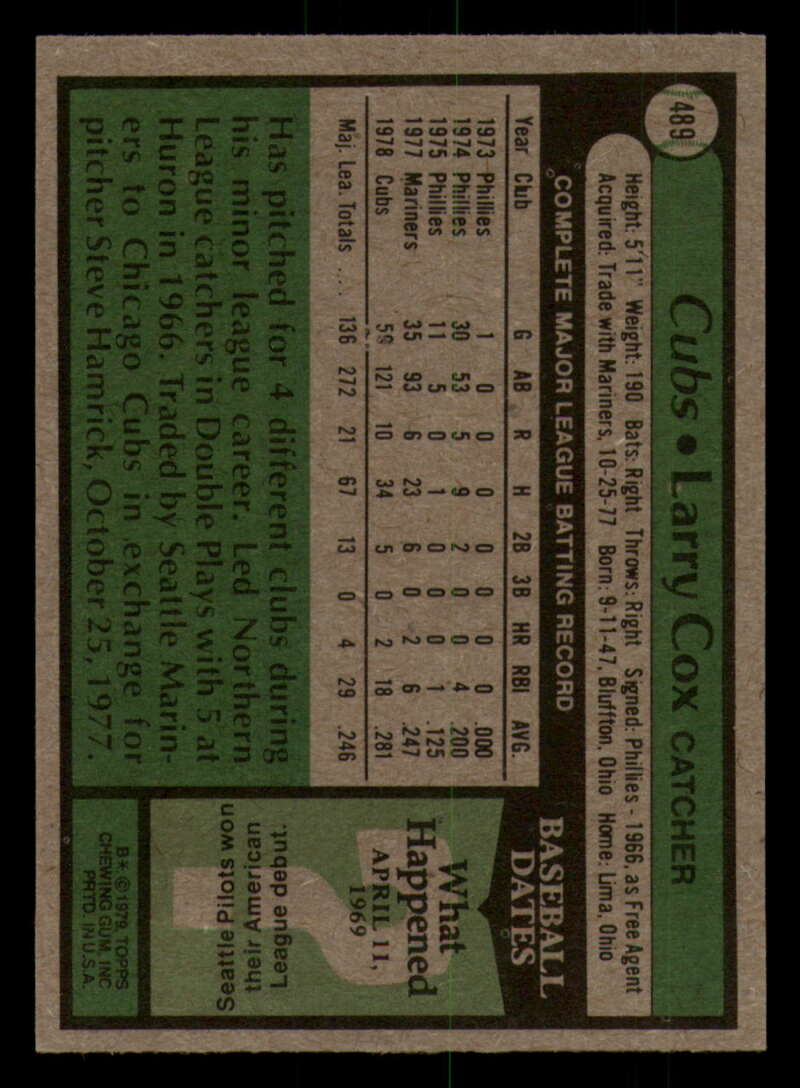 489
Cubs • Larry Cox CATCHER
Height: 5'11" Weight: 190 Bats: Right Throws: Right Signed: Phillies - 1966, as Free Agent
Acquired: Trade with Mariners, 10-25-77 Born: 9-11-47, Bluffton, Ohio Home: Lima, Ohio
COMPLETE MAJOR LEAGUE BATTING RECORD
Year Club G AB R H 2B 3B HR RBI AVG.
1973 Phillies 1 0 0 0 0 0 0 0 .000
1974 Phillies 30 53 5 9 2 0 0 4 .200
1975 Phillies 11 5 0 1 0 0 0 1 .125
1977 Mariners 35 93 6 23 6 0 2 6 .247
1978 Cubs 59 121 10 34 5 0 2 18 .281
Maj. Lea. Totals .... 136 272 21 67 13 0 4 29 .246
Has pitched for 4 different clubs during
his minor league career. Led Northern
League catchers in Double Plays with 5 at
Huron in 1966. Traded by Seattle Marin-
ers to Chicago Cubs in exchange for
pitcher Steve Hamrick, October 25, 1977.
BASEBALL
DATES
What
Happened
APRIL 11,
1969
Seattle Pilots won
their American
League debut.
B* © 1979, TOPPS
CHEWING GUM, INC.
PRTD. IN U.S.A.